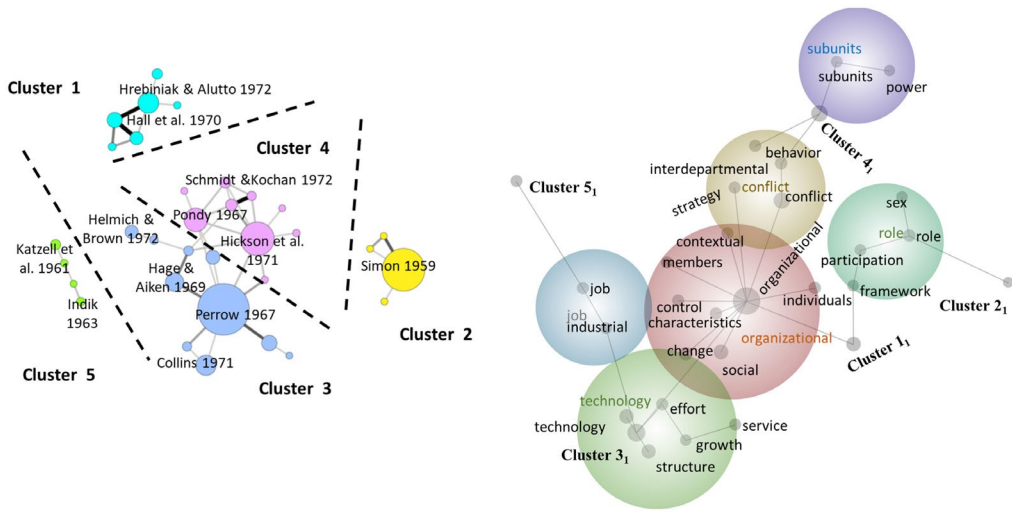 Cluster 1
Hrebiniak & Alutto 1972
Hall et al. 1970
Cluster 4
Schmidt &Kochan 1972
Pondy 1967
Helmich &
Brown 1972
Hickson et al.
1971
Katzell et
al. 1961
Hage &
Aiken 1969
Simon 1959
Indik
1963
Perrow 1967
Cluster 2
Collins 1971
Cluster 5
Cluster 3
subunits
subunits
power
Cluster 4₁
behavior
interdepartmental
conflict
strategy
conflict
Cluster 5₁
sex
role
role
contextual
organizational
participation
members
job
framework
individuals
control
Cluster 2₁
job
industrial
characteristics
organizational
change
Cluster 1₁
social
technology
effort
technology
service
growth
Cluster 3₁
structure